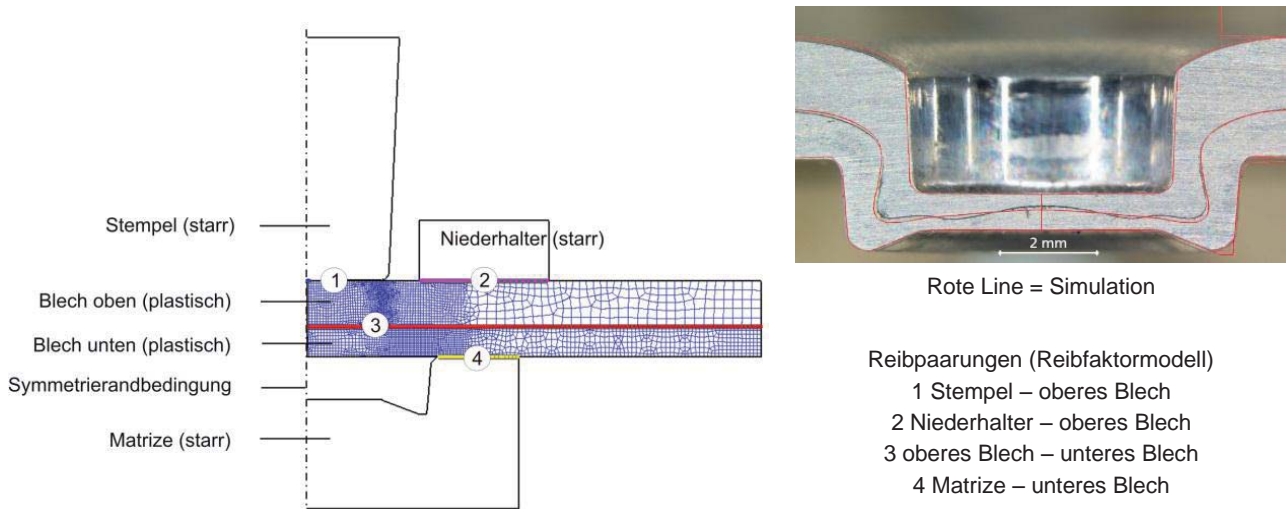 Stempel (starr)
Niederhalter (starr)
1
2
Blech oben (plastisch)
3
Blech unten (plastisch)
4
Symmetrierandbedingung
Matrize (starr)
2 mm
Rote Line = Simulation
Reibpaarungen (Reibfaktormodell)
1 Stempel – oberes Blech
2 Niederhalter – oberes Blech
3 oberes Blech – unteres Blech
4 Matrize – unteres Blech